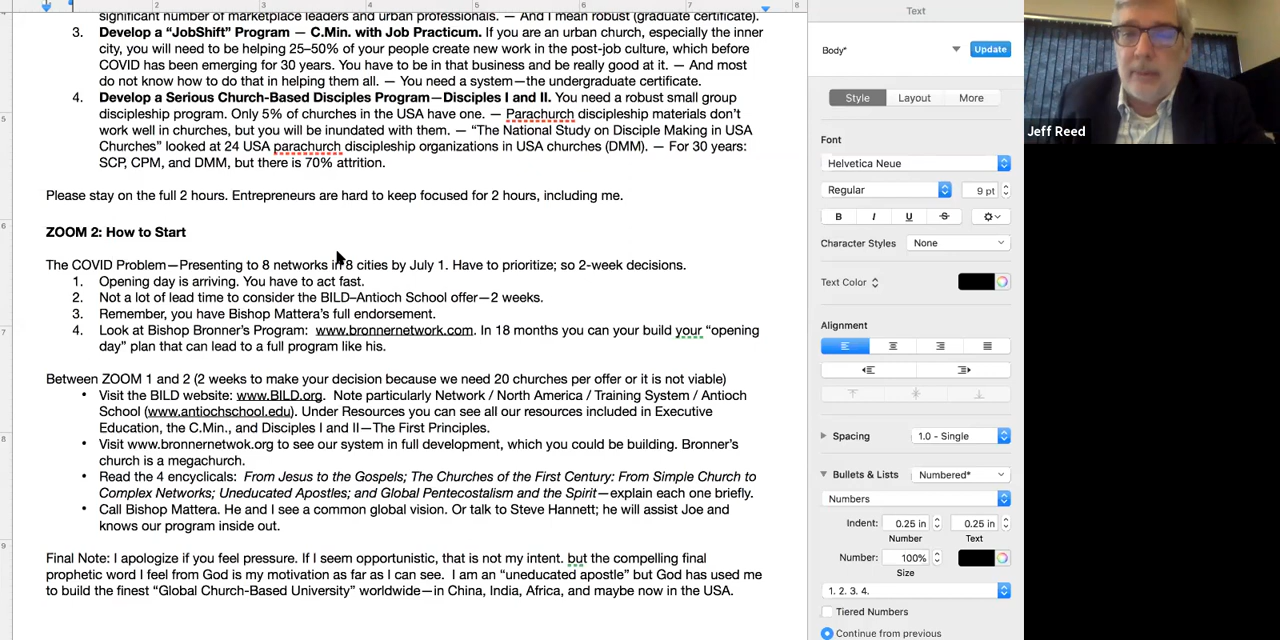 2 3 4 5 6 7 8
significant number of marketplace leaders and urban professionals. — And I mean robust (graduate certificate).
3. Develop a “JobShift” Program — C.Min. with Job Practicum. If you are an urban church, especially the inner
city, you will need to be helping 25–50% of your people create new work in the post-job culture, which before
COVID has been emerging for 30 years. You have to be in that business and be really good at it. — And most
do not know how to do that in helping them all. — You need a system—the undergraduate certificate.
4. Develop a Serious Church-Based Disciples Program—Disciples I and II. You need a robust small group
discipleship program. Only 5% of churches in the USA have one. — Parachurch discipleship materials don’t
work well in churches, but you will be inundated with them. — “The National Study on Disciple Making in USA
Churches” looked at 24 USA parachurch discipleship organizations in USA churches (DMM). — For 30 years:
SCP, CPM, and DMM, but there is 70% attrition.
Please stay on the full 2 hours. Entrepreneurs are hard to keep focused for 2 hours, including me.
ZOOM 2: How to Start
The COVID Problem—Presenting to 8 networks in 8 cities by July 1. Have to prioritize; so 2-week decisions.
1. Opening day is arriving. You have to act fast.
2. Not a lot of lead time to consider the BILD–Antioch School offer—2 weeks.
3. Remember, you have Bishop Mattera’s full endorsement.
4. Look at Bishop Bronner’s Program: www.bronnernetwork.com. In 18 months you can your build your “opening
day” plan that can lead to a full program like his.
Between ZOOM 1 and 2 (2 weeks to make your decision because we need 20 churches per offer or it is not viable)
• Visit the BILD website: www.BILD.org. Note particularly Network / North America / Training System / Antioch
School (www.antiochschool.edu). Under Resources you can see all our resources included in Executive
Education, the C.Min., and Disciples I and II—The First Principles.
• Visit www.bronnernetwok.org to see our system in full development, which you could be building. Bronner’s
church is a megachurch.
• Read the 4 encyclicals: From Jesus to the Gospels; The Churches of the First Century: From Simple Church to
Complex Networks; Uneducated Apostles; and Global Pentecostalism and the Spirit—explain each one briefly.
• Call Bishop Mattera. He and I see a common global vision. Or talk to Steve Hannett; he will assist Joe and
knows our program inside out.
Final Note: I apologize if you feel pressure. If I seem opportunistic, that is not my intent. but the compelling final
prophetic word I feel from God is my motivation as far as I can see. I am an “uneducated apostle” but God has used me
to build the finest “Global Church-Based University” worldwide—in China, India, Africa, and maybe now in the USA.
5
6
7
8
9
Text
Body*
Update
Style Layout More
Font
Helvetica Neue
Regular 9 pt
B I U S
Character Styles None
Text Color
Alignment
Spacing 1.0 - Single
Bullets & Lists Numbered*
Numbers
Indent: 0.25 in 0.25 in
Number Text
Number: 100%
Size
1. 2. 3. 4.
Tiered Numbers
Continue from previous
Jeff Reed